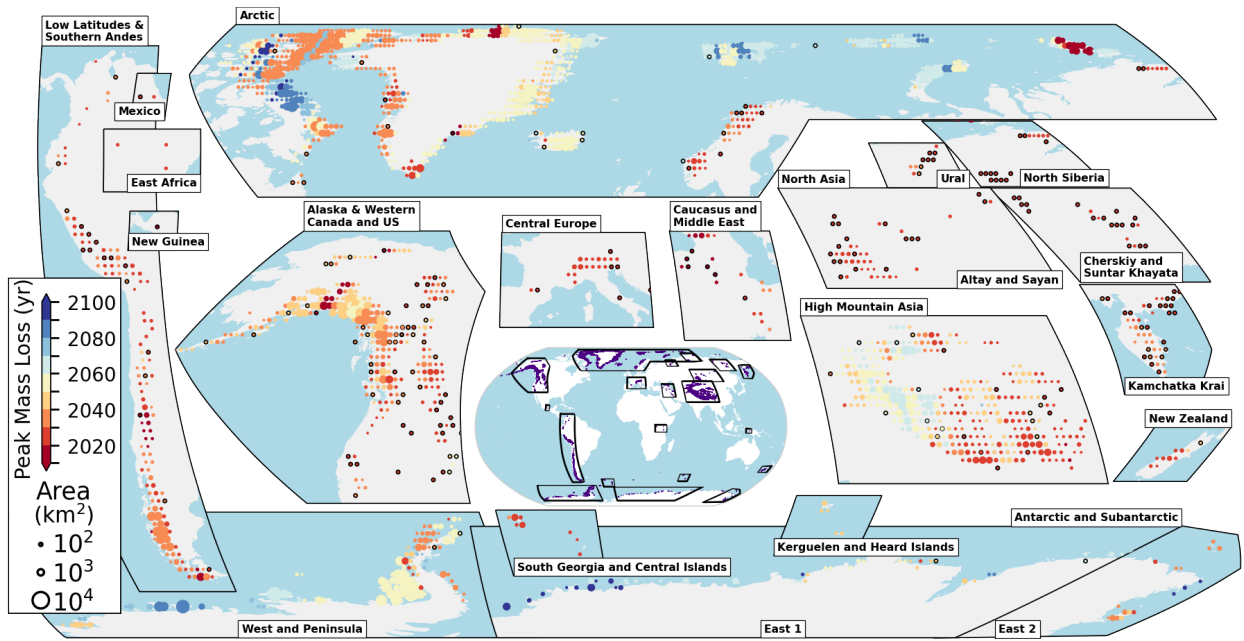 Low Latitudes &
Southern Andes
Arctic
Mexico
East Africa
New Guinea
North Asia
Ural
North Siberia
Alaska & Western
Canada and US
Central Europe
Caucasus and
Middle East
Altay and Sayan
Cherskiy and
Suntar Khayata
High Mountain Asia
Kamchatka Krai
New Zealand
Peak Mass Loss (yr)
2100
2080
2060
2040
2020
Area
(km²)
10²
10³
10⁴
Antarctic and Subantarctic
Kerguelen and Heard Islands
South Georgia and Central Islands
West and Peninsula
East 1
East 2